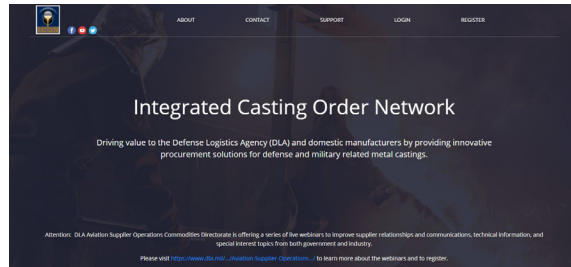 ABOUT CONTACT SUPPORT LOGIN REGISTER
Integrated Casting Order Network
Driving value to the Defense Logistics Agency (DLA) and domestic manufacturers by providing innovative
procurement solutions for defense and military related metal castings.
Attention: DLA Aviation Supplier Operations Commodities Directorate is offering a series of live webinars to improve supplier relationships and communications, technical information, and
special interest topics from both government and industry.
Please visit https://www.dla.mil/.../Aviation-Supplier-Operations.../ to learn more about the webinars and to register.